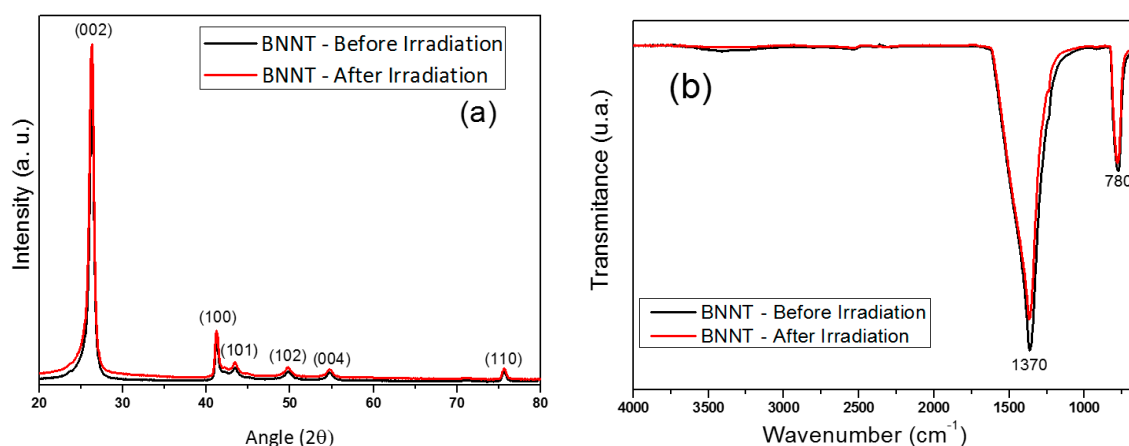 (002)
BNNT - Before Irradiation
BNNT - After Irradiation
(a)
(100)
(101)
(102)
(004)
(110)
Intensity (a. u.)
20
30
40
50
60
70
80
Angle (2θ)
(b)
Transmitance (u.a.)
780
BNNT - Before Irradiation
BNNT - After Irradiation
1370
4000
3500
3000
2500
2000
1500
1000
Wavenumber (cm⁻¹)